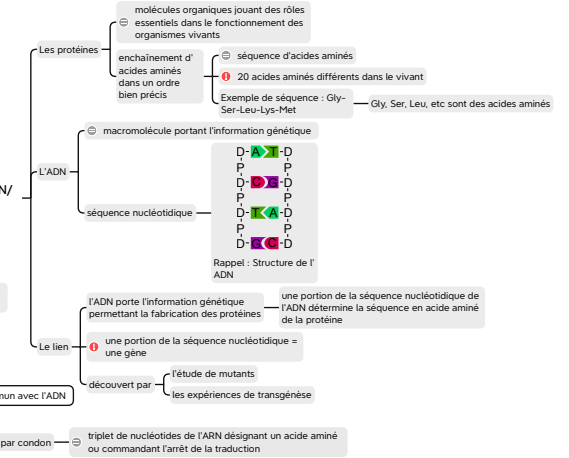 molécules organiques jouant des rôles
essentiels dans le fonctionnement des
organismes vivants
Les protéines
enchaînement d'
acides aminés
dans un ordre
bien précis
séquence d'acides aminés
20 acides aminés différents dans le vivant
Exemple de séquence : Gly-
Ser-Leu-Lys-Met
Gly, Ser, Leu, etc sont des acides aminés
macromolécule portant l'information génétique
L'ADN
séquence nucléotidique
D-A T-D
P P
D-C G-D
P P
D-T A-D
P P
D-G C-D
Rappel : Structure de l'
ADN
N/
l'ADN porte l'information génétique
permettant la fabrication des protéines
une portion de la séquence nucléotidique de
l'ADN détermine la séquence en acide aminé
de la protéine
Le lien
une portion de la séquence nucléotidique =
une gène
découvert par
l'étude de mutants
les expériences de transgénèse
mun avec l'ADN
par condon
triplet de nucléotides de l'ARN désignant un acide aminé
ou commandant l'arrêt de la traduction